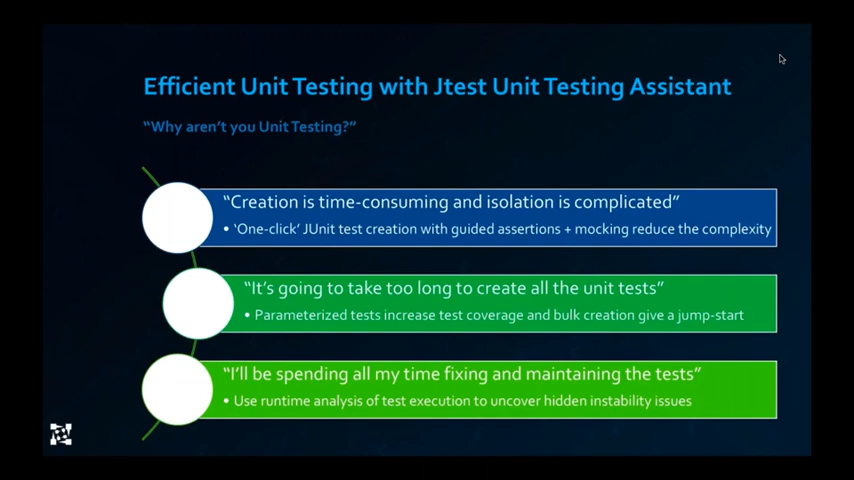 Efficient Unit Testing with Jtest Unit Testing Assistant
“Why aren’t you Unit Testing?”
“Creation is time-consuming and isolation is complicated”
• ‘One-click’ JUnit test creation with guided assertions + mocking reduce the complexity
“It’s going to take too long to create all the unit tests”
• Parameterized tests increase test coverage and bulk creation give a jump-start
“I’ll be spending all my time fixing and maintaining the tests”
• Use runtime analysis of test execution to uncover hidden instability issues